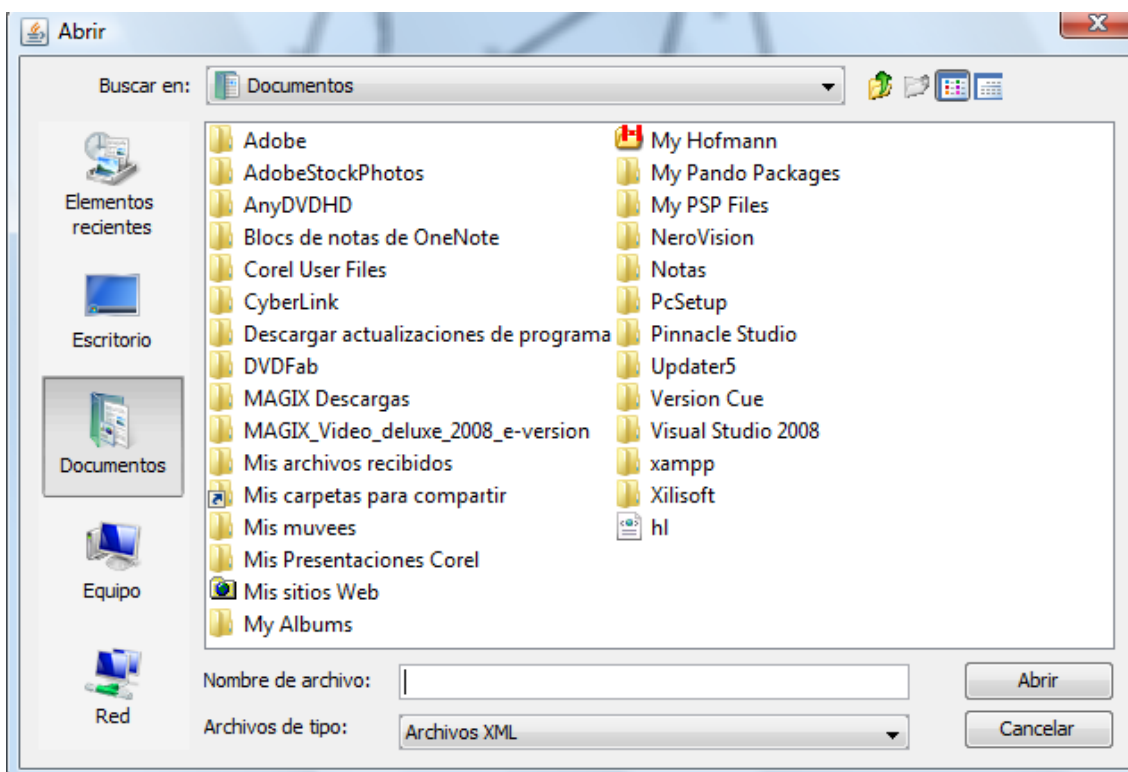 Abrir
Buscar en:
Documentos
Elementos
recientes
Escritorio
Documentos
Equipo
Red
Adobe
AdobeStockPhotos
AnyDVDHD
Blocs de notas de OneNote
Corel User Files
CyberLink
Descargar actualizaciones de programa
DVDFab
MAGIX Descargas
MAGIX_Video_deluxe_2008_e-version
Mis archivos recibidos
Mis carpetas para compartir
Mis muvees
Mis Presentaciones Corel
Mis sitios Web
My Albums
My Hofmann
My Pando Packages
My PSP Files
NeroVision
Notas
PcSetup
Pinnacle Studio
Updater5
Version Cue
Visual Studio 2008
xampp
Xilisoft
hl
Nombre de archivo:
Abrir
Archivos de tipo:
Archivos XML
Cancelar